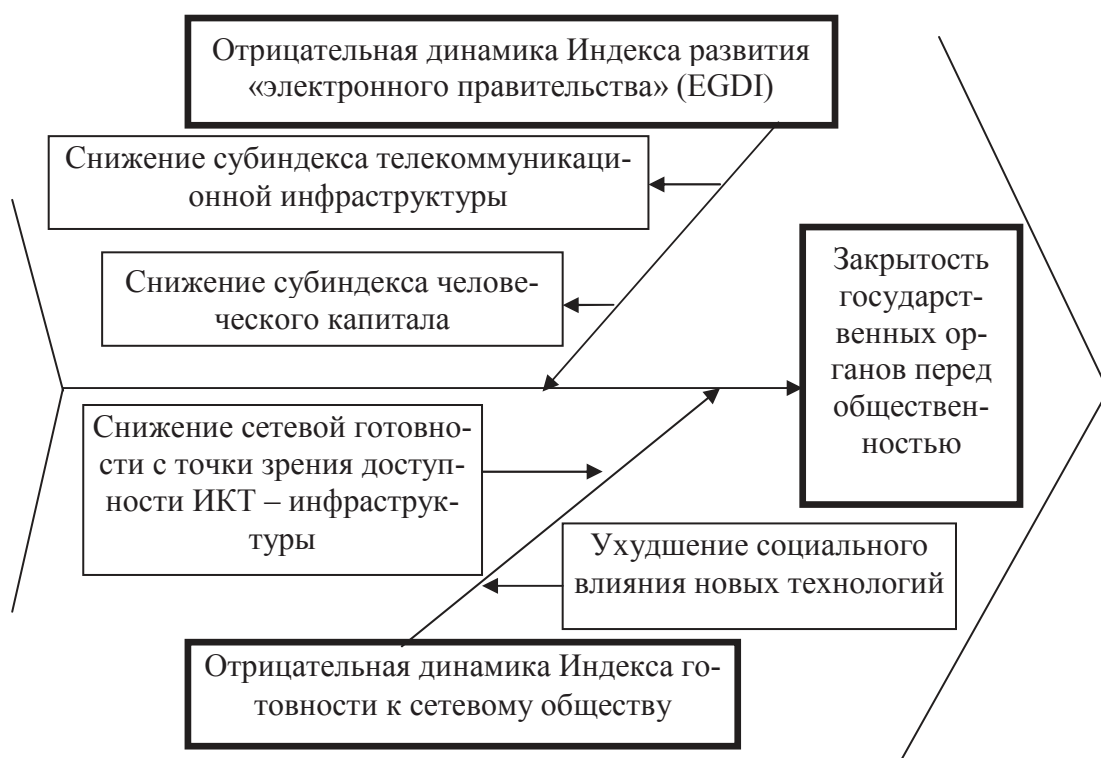 Отрицательная динамика Индекса развития
«электронного правительства» (EGDI)
Снижение субиндекса телекоммуникаци-
онной инфраструктуры
Снижение субиндекса челове-
ческого капитала
Закрытость
государст-
венных ор-
ганов перед
обществен-
ностью
Снижение сетевой готовно-
сти с точки зрения доступ-
ности ИКТ – инфраструк-
туры
Ухудшение социального
влияния новых технологий
Отрицательная динамика Индекса го-
товности к сетевому обществу